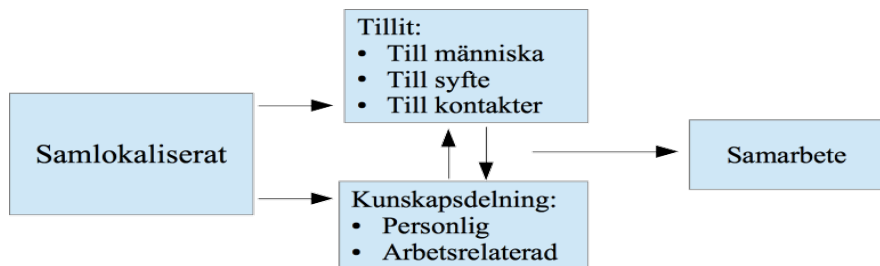 Samlokaliserat
Tillit:
• Till människa
• Till syfte
• Till kontakter
Kunskapsdelning:
• Personlig
• Arbetsrelaterad
Samarbete